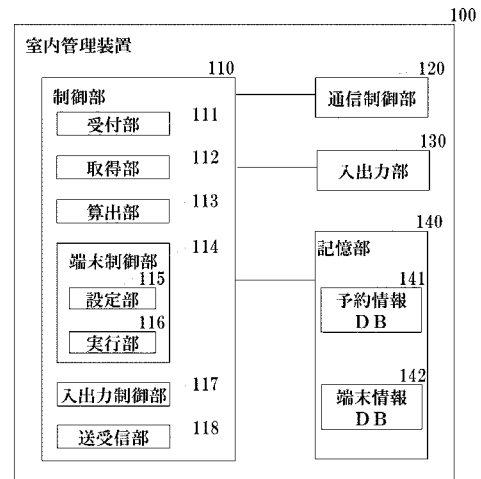 100
室内管理装置
110
制御部
111
受付部
112
取得部
113
算出部
114
端末制御部
115
設定部
116
実行部
117
入出力制御部
118
送受信部
120
通信制御部
130
入出力部
140
記憶部
141
予約情報
DB
142
端末情報
DB